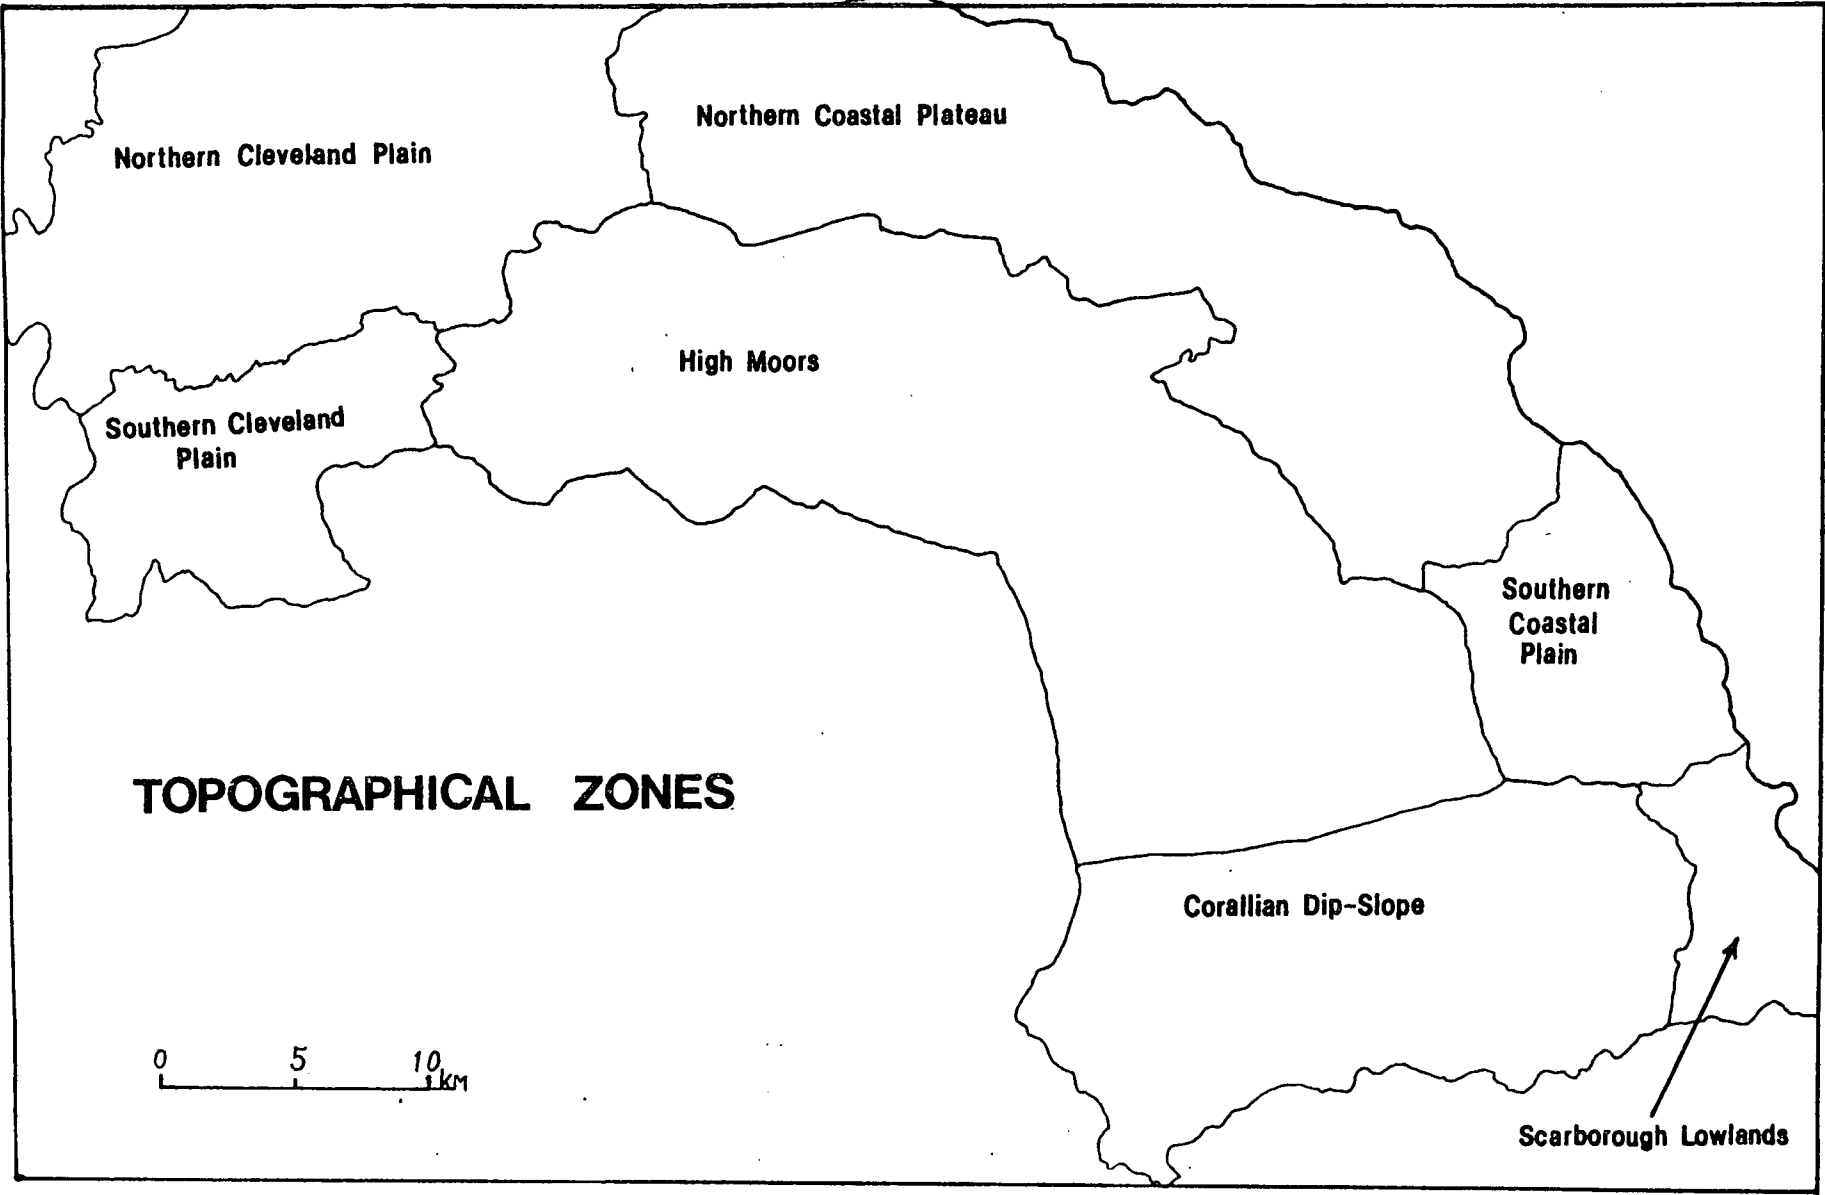 Northern Coastal Plateau
Northern Cleveland Plain
High Moors
Southern Cleveland
Plain
Southern
Coastal
Plain
TOPOGRAPHICAL ZONES
Corallian Dip-Slope
0 5 10 KM
Scarborough Lowlands